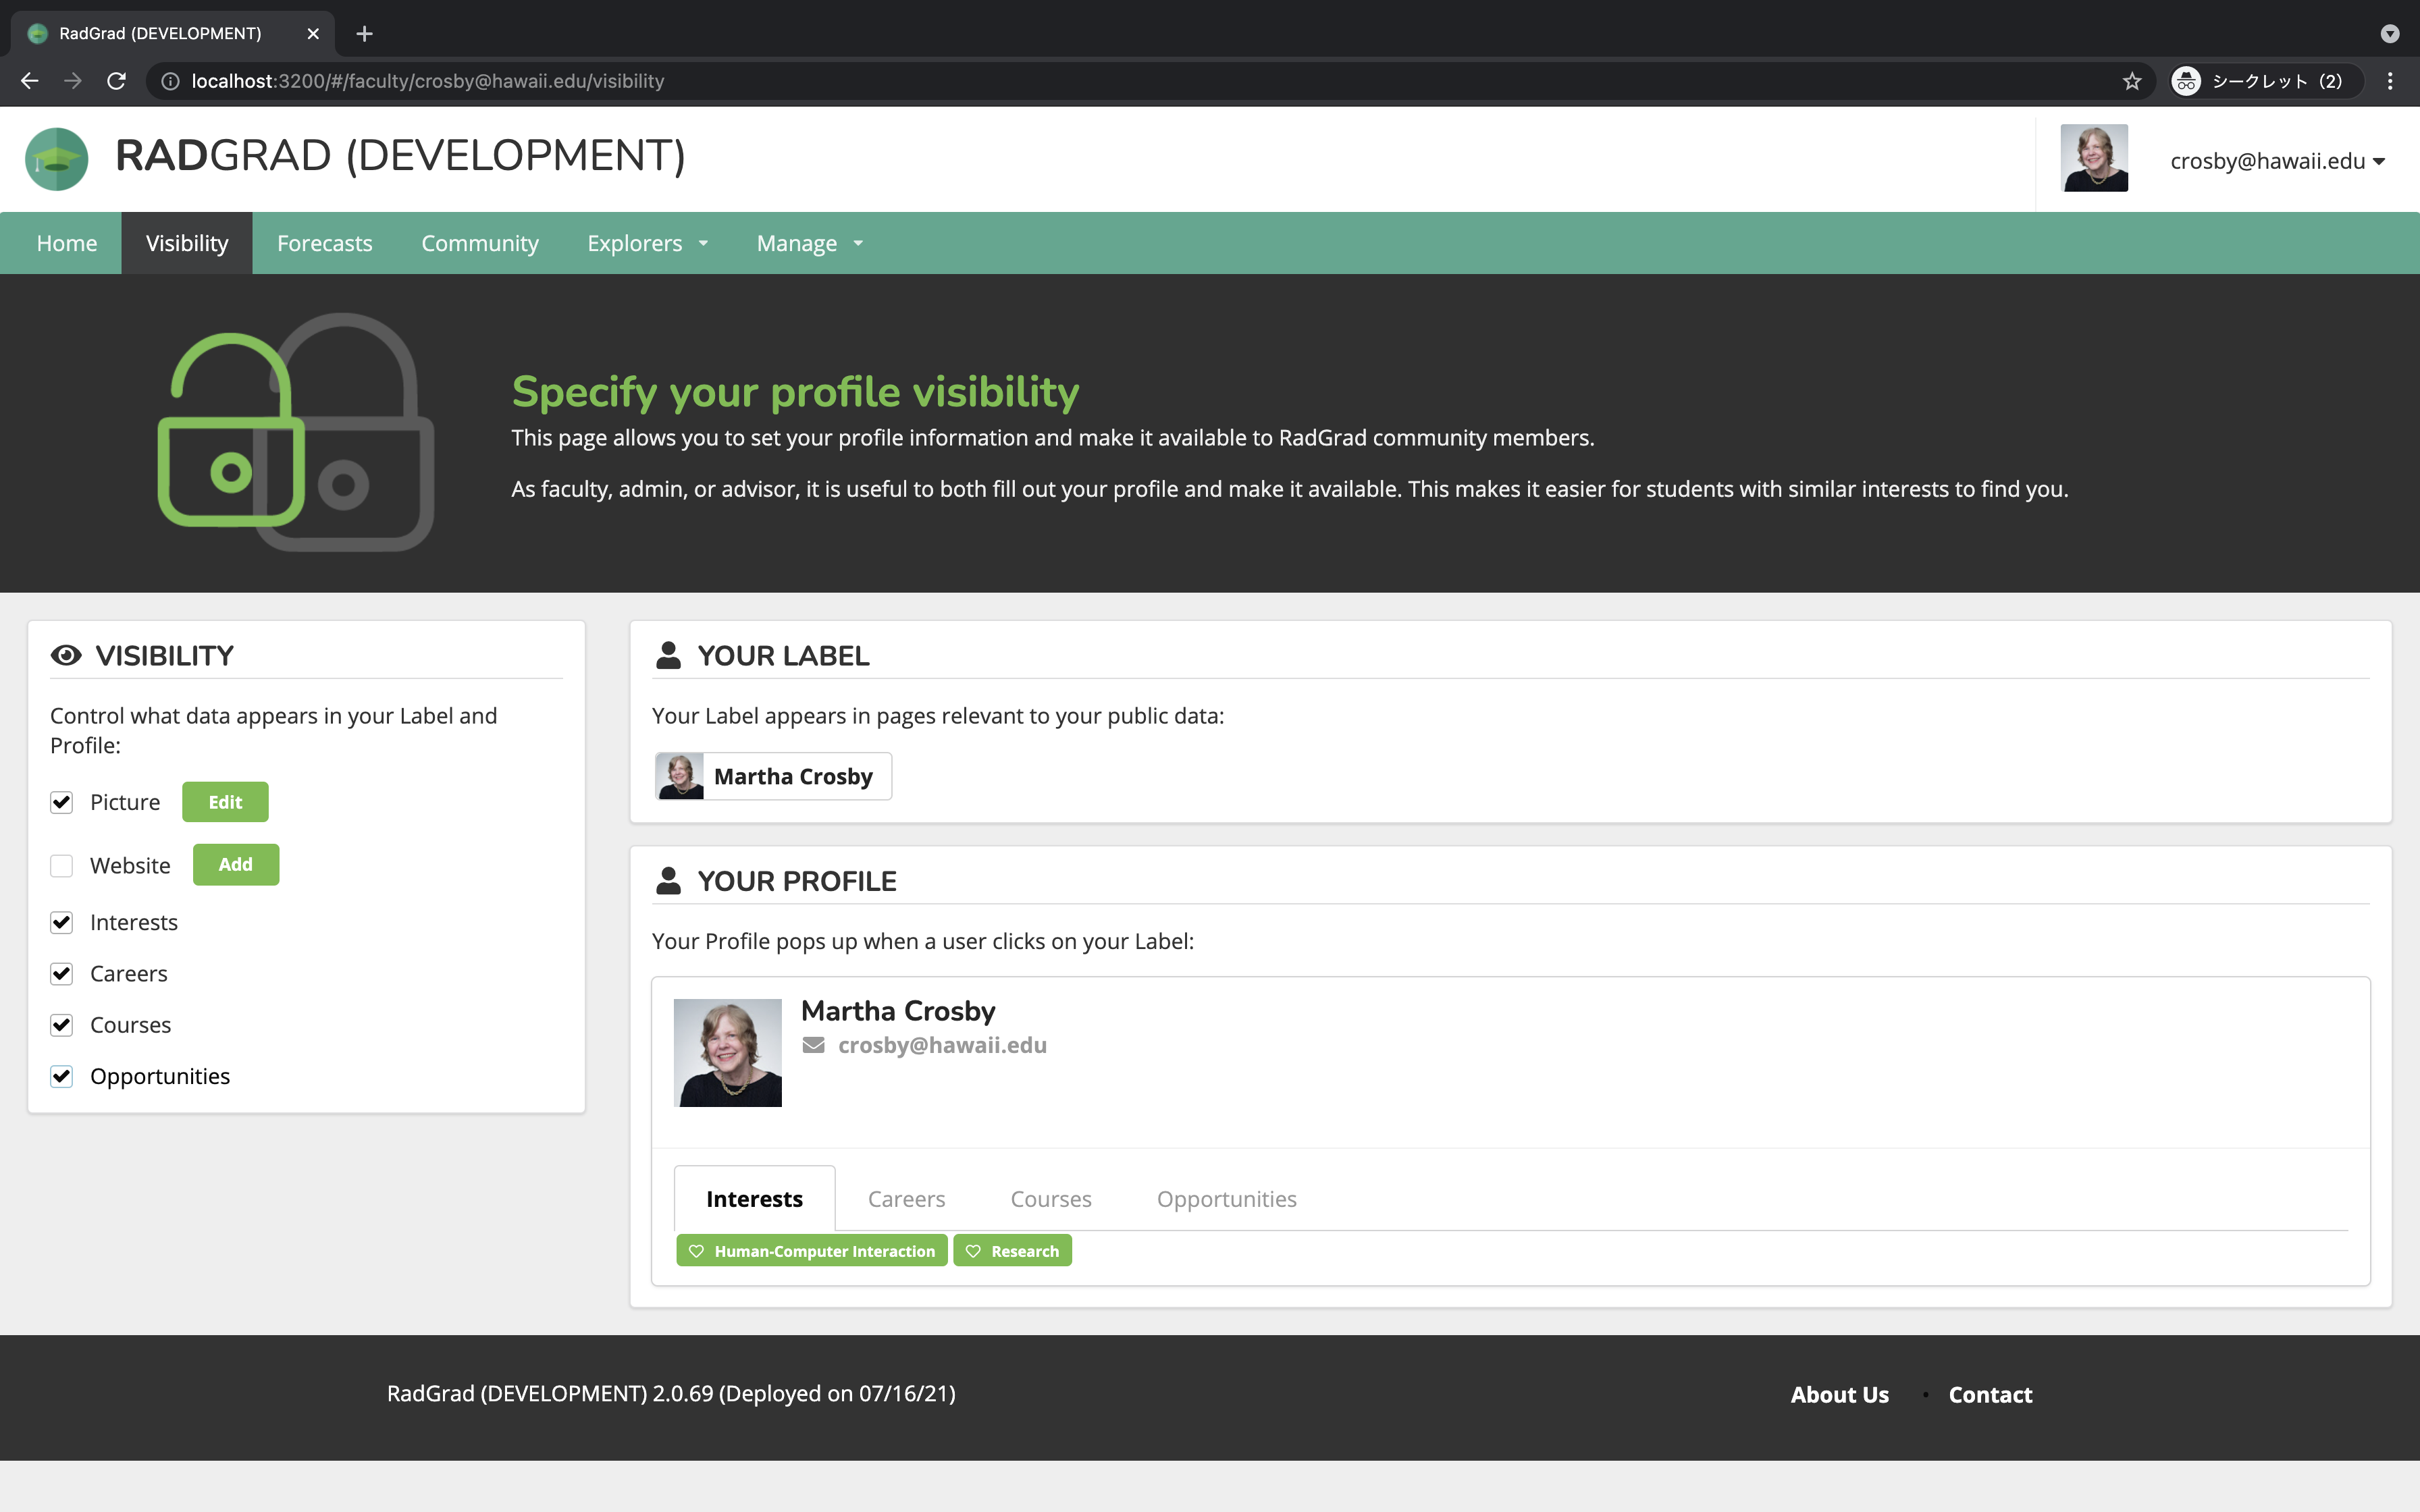 RadGrad (DEVELOPMENT)
localhost:3200/#/faculty/crosby@hawaii.edu/visibility
シークレット（2）
RADGRAD (DEVELOPMENT)
crosby@hawaii.edu
Home Visibility Forecasts Community Explorers Manage
Specify your profile visibility
This page allows you to set your profile information and make it available to RadGrad community members.
As faculty, admin, or advisor, it is useful to both fill out your profile and make it available. This makes it easier for students with similar interests to find you.
VISIBILITY
Control what data appears in your Label and
Profile:
Picture Edit
Website Add
Interests
Careers
Courses
Opportunities
YOUR LABEL
Your Label appears in pages relevant to your public data:
Martha Crosby
YOUR PROFILE
Your Profile pops up when a user clicks on your Label:
Martha Crosby
crosby@hawaii.edu
Interests Careers Courses Opportunities
Human-Computer Interaction Research
RadGrad (DEVELOPMENT) 2.0.69 (Deployed on 07/16/21)
About Us • Contact